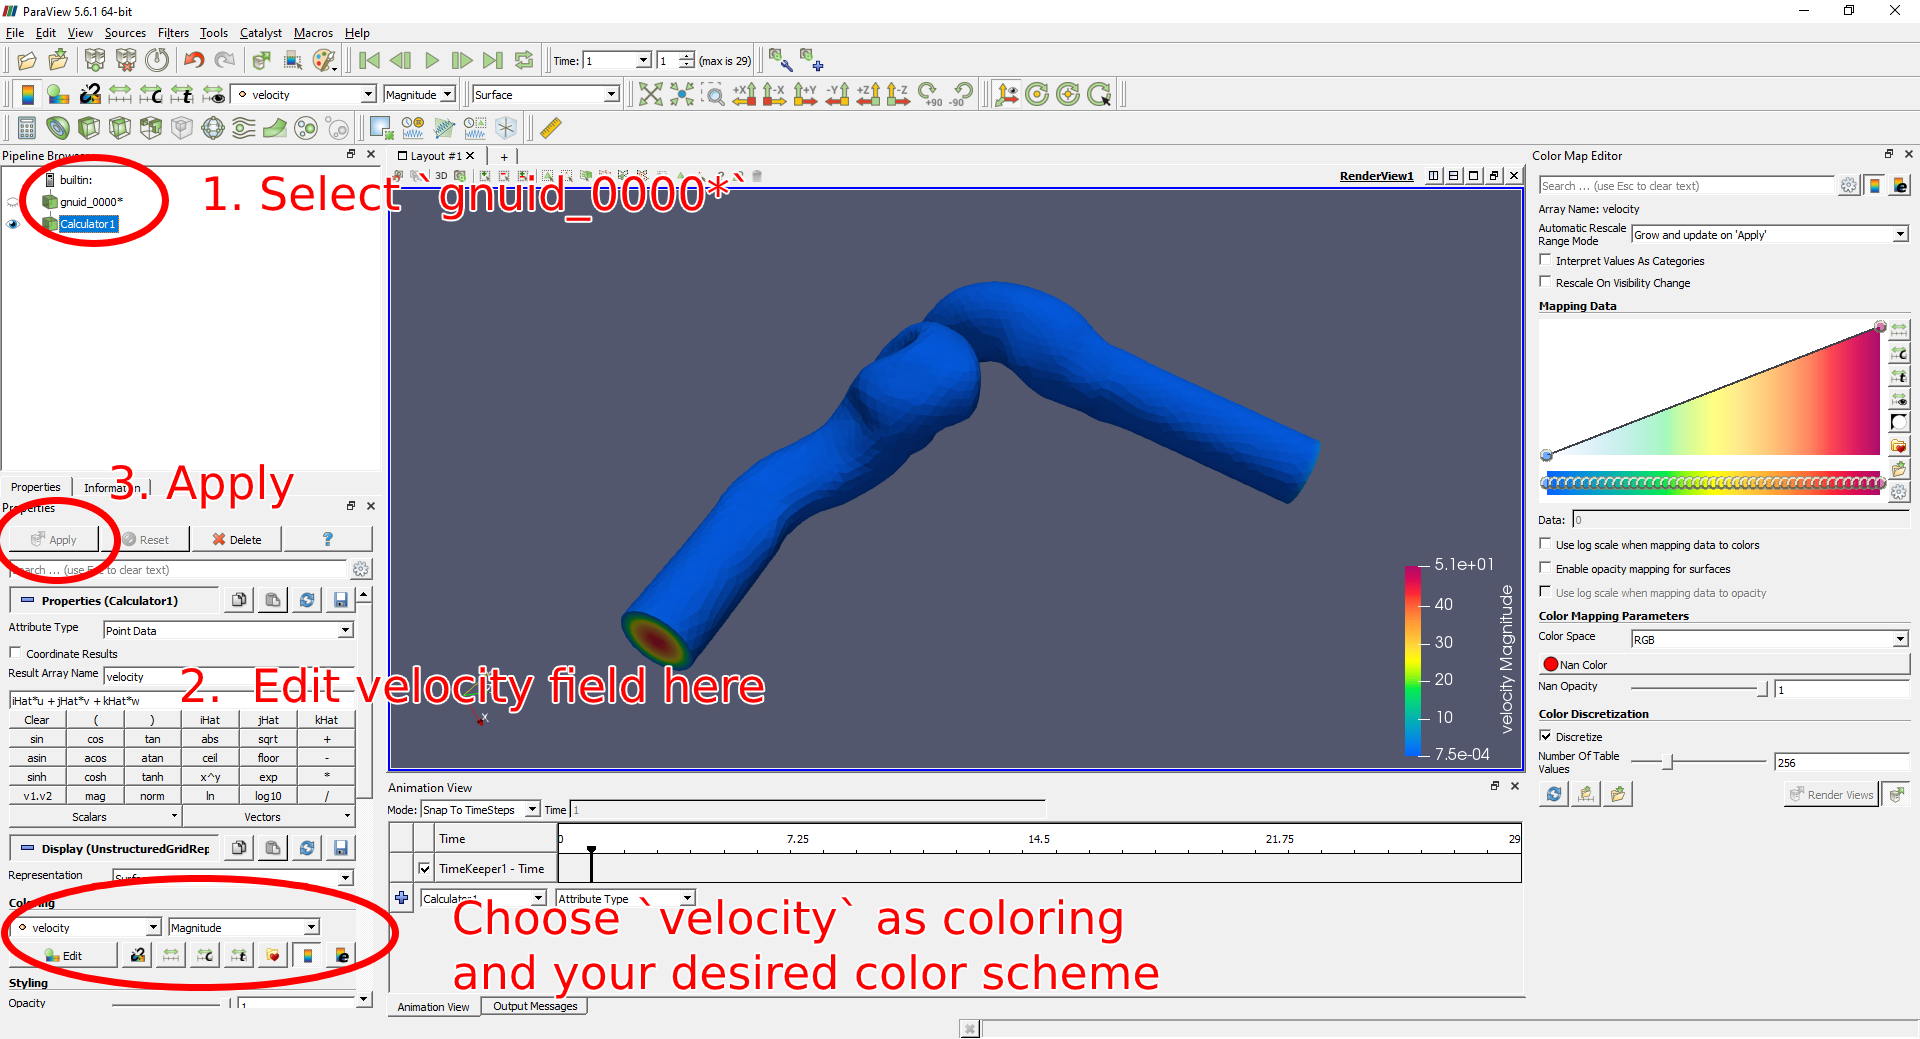 ParaView 5.6.1 64-bit
File Edit View Sources Filters Tools Catalyst Macros Help
Time: 1 1 (max is 29)
velocity Magnitude Surface
+X -X +Y -Y +Z -Z +90 -90
Pipeline Brow
builtin:
gnuid_0000*
Calculator1
1. Select `gnuid_0000*`
Layout #1 +
3D
RenderView1
3. Apply
Properties Information
Properties
Apply Reset Delete ?
Search ... (use Esc to clear text)
Properties (Calculator1)
Attribute Type Point Data
Coordinate Results
Result Array Name velocity
2. Edit velocity field here
iHat*u + jHat*v + kHat*w
Clear ( ) iHat jHat kHat
sin cos tan abs sqrt +
asin acos atan ceil floor -
sinh cosh tanh x^y exp *
v1.v2 mag norm ln log10 /
Scalars Vectors
Display (UnstructuredGridRep
Representation Surface
Coloring
velocity Magnitude
Edit
Styling
Opacity 1
X
5.1e+01
40
30
20
10
7.5e-04
velocity Magnitude
Animation View
Mode: Snap To TimeSteps Time 1
Time 0 7.25 14.5 21.75 29
TimeKeeper1 - Time
Calculator1 Attribute Type
Choose `velocity` as coloring
and your desired color scheme
Animation View Output Messages
Color Map Editor
Search ... (use Esc to clear text)
Array Name: velocity
Automatic Rescale
Range Mode
Grow and update on 'Apply'
Interpret Values As Categories
Rescale On Visibility Change
Mapping Data
Data: 0
Use log scale when mapping data to colors
Enable opacity mapping for surfaces
Use log scale when mapping data to opacity
Color Mapping Parameters
Color Space RGB
Nan Color
Nan Opacity 1
Color Discretization
Discretize
Number Of Table
Values
256
Render Views